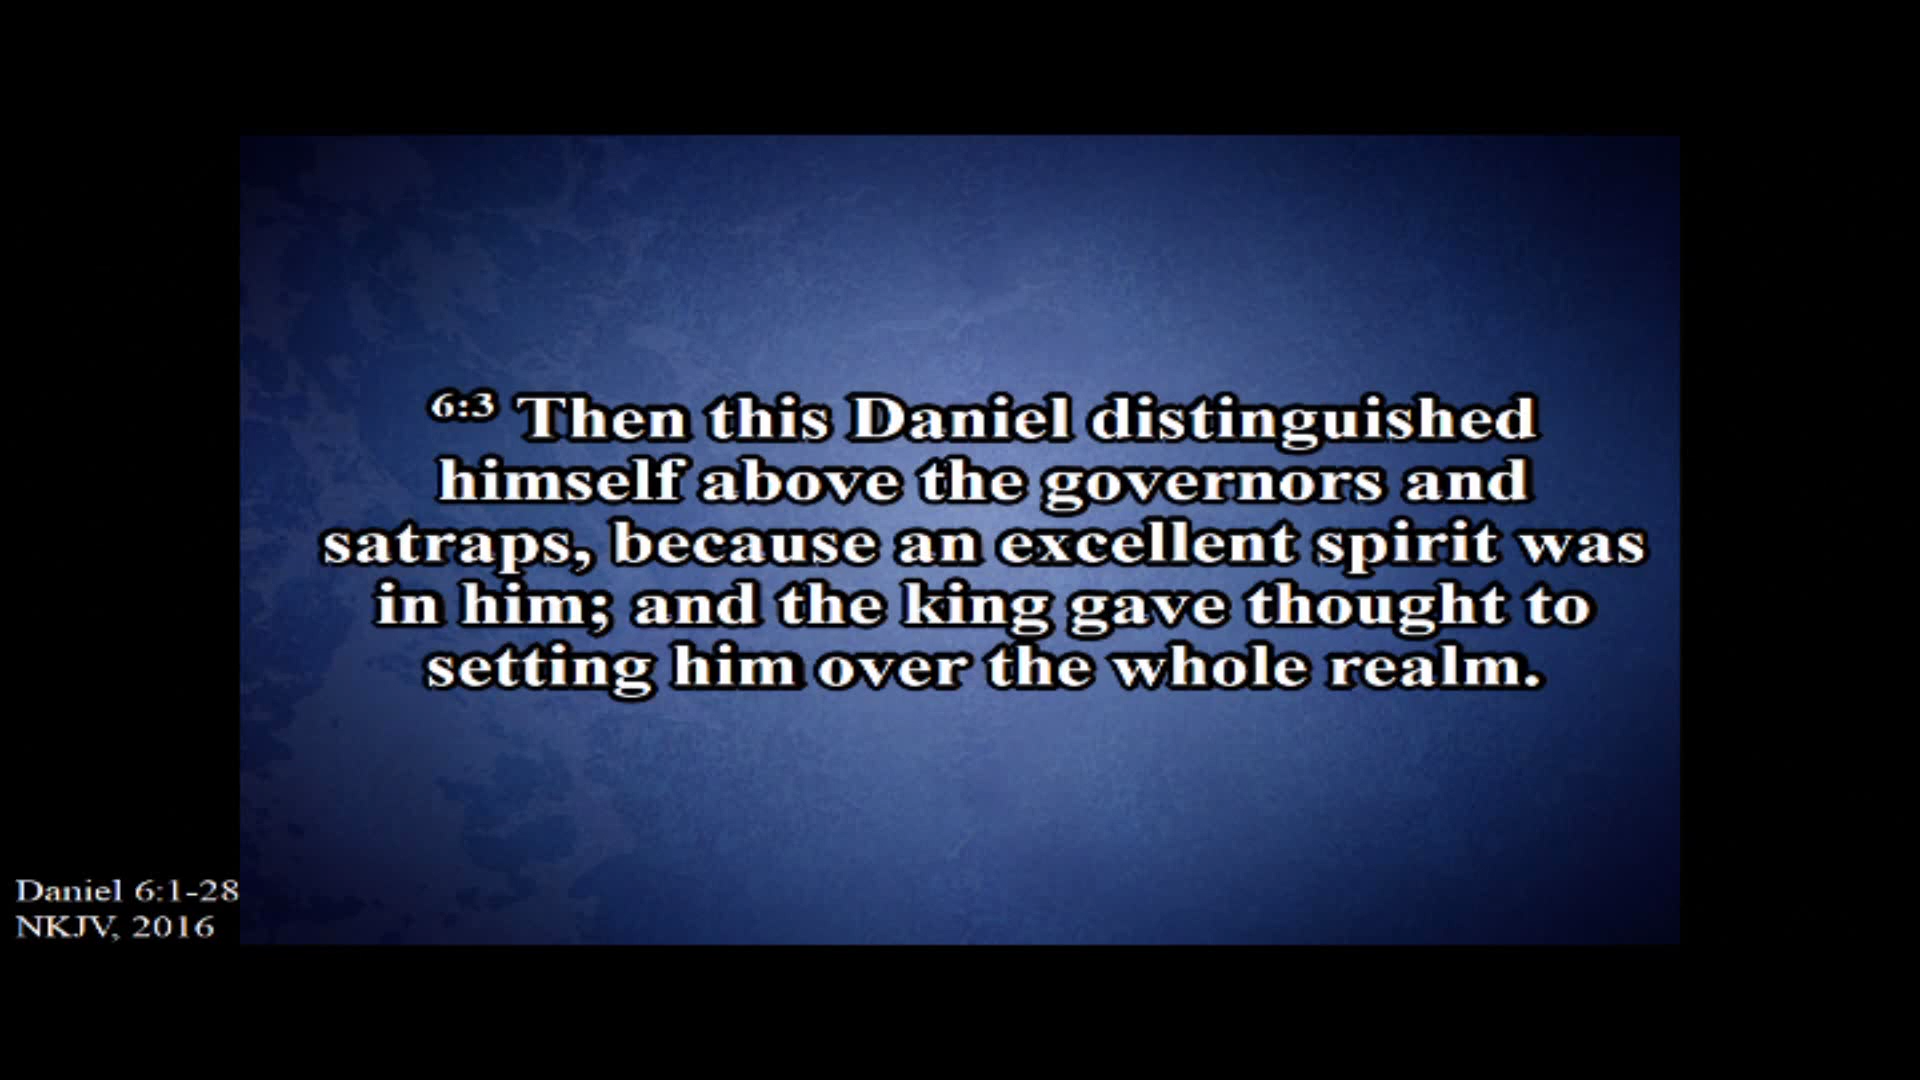 6:3 Then this Daniel distinguished
himself above the governors and
satraps, because an excellent spirit was
in him; and the king gave thought to
setting him over the whole realm.
Daniel 6:1-28
NKJV, 2016